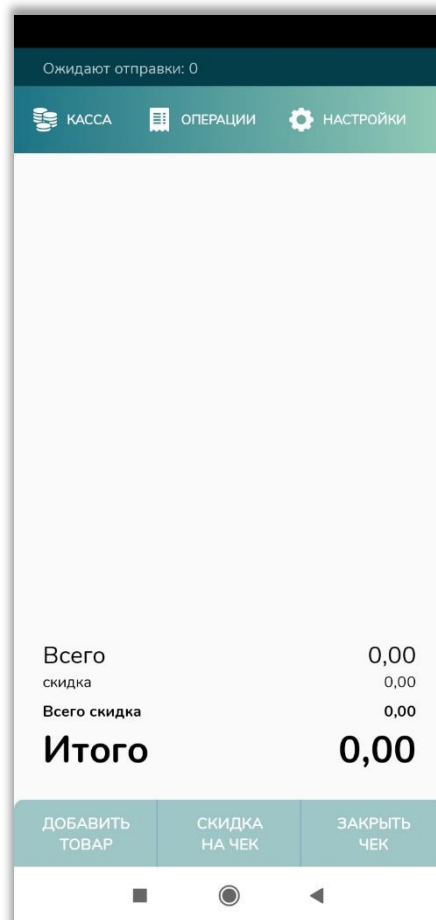 Ожидают отправки: 0
КАССА ОПЕРАЦИИ НАСТРОЙКИ
Всего 0,00
скидка 0,00
Всего скидка 0,00
Итого 0,00
ДОБАВИТЬ ТОВАР
СКИДКА НА ЧЕК
ЗАКРЫТЬ ЧЕК